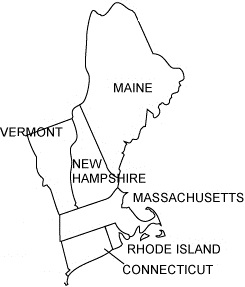 MAINE
VERMONT
NEW
HAMPSHIRE
MASSACHUSETTS
RHODE ISLAND
CONNECTICUT